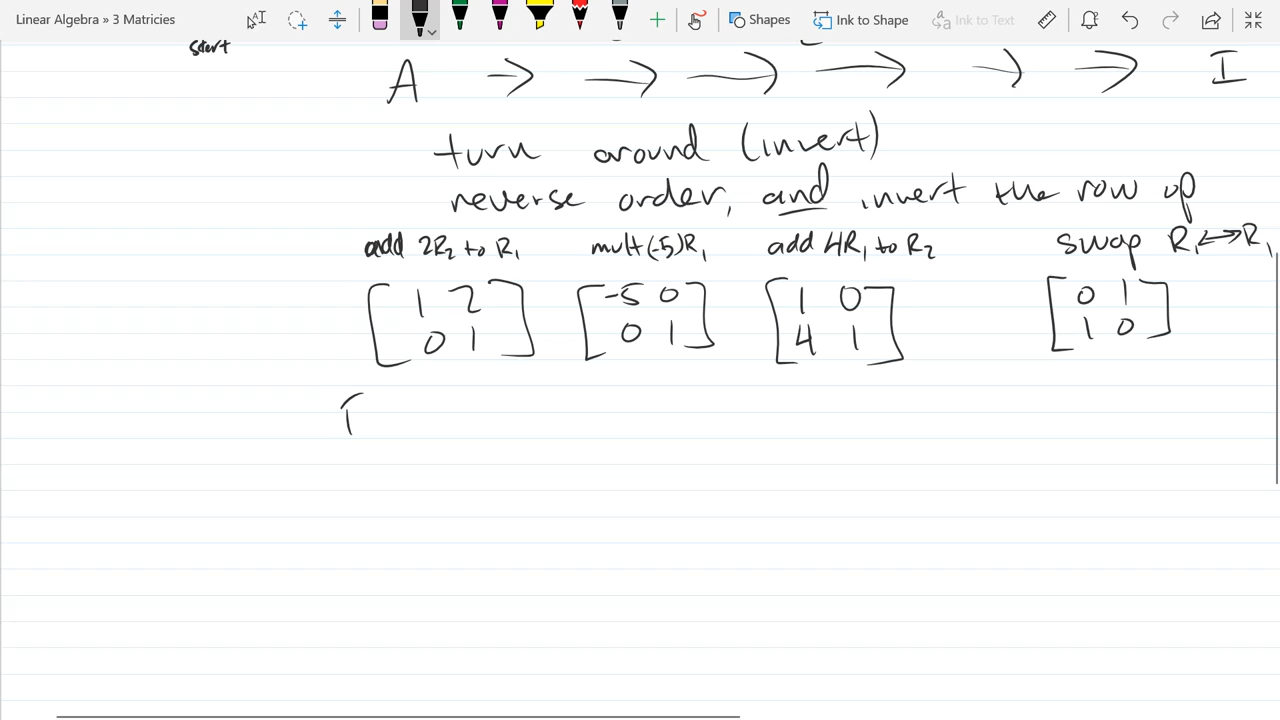 Linear Algebra » 3 Matricies
Shapes
Ink to Shape
Ink to Text
start
A → → → → → → I
turn around (invert)
reverse order, and invert the row op
add 2R₂ to R₁ mult (-5)R₁ add 4R₁ to R₂ swap R₁ ↔ R₁
[ 1 2 ] [ -5 0 ] [ 1 0 ] [ 0 1 ]
[ 0 1 ] [ 0 1 ] [ 4 1 ] [ 1 0 ]